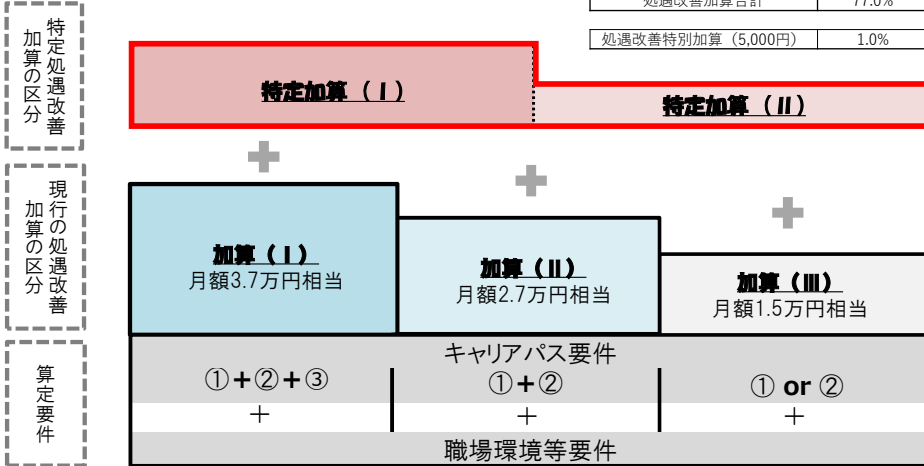 処遇改善加算合計 77.0%
処遇改善特別加算（5,000円） 1.0%
特定処遇改善
加算の区分
特定加算（Ⅰ）
特定加算（Ⅱ）
現行の処遇改善
加算の区分
加算（Ⅰ）
月額3.7万円相当
加算（Ⅱ）
月額2.7万円相当
加算（Ⅲ）
月額1.5万円相当
算定要件
キャリアパス要件
①+②+③
①+②
① or ②
＋ ＋ ＋
職場環境等要件